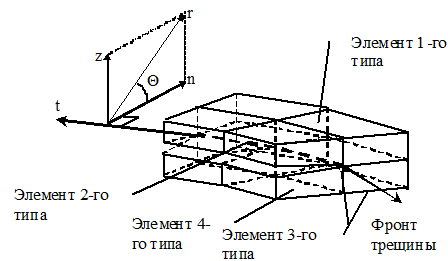 r
Элемент 1-го
типа
z
Θ
n
t
Элемент 2-го
типа
Элемент 4-
го типа
Элемент 3-го
типа
Фронт
трещины